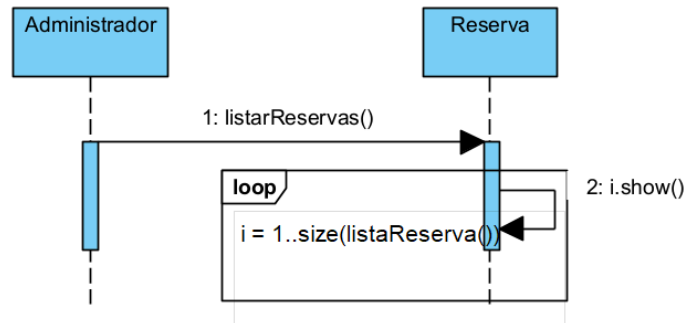 Administrador
Reserva
1: listarReservas()
loop
2: i.show()
i = 1..size(listaReserva())